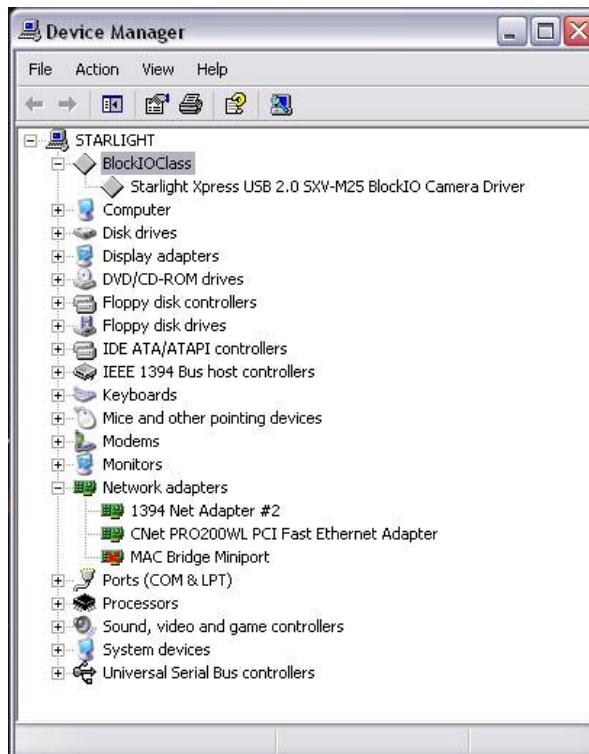 Device Manager
File Action View Help
STARLIGHT
BlockIOClass
Starlight Xpress USB 2.0 SXV-M25 BlockIO Camera Driver
Computer
Disk drives
Display adapters
DVD/CD-ROM drives
Floppy disk controllers
Floppy disk drives
IDE ATA/ATAPI controllers
IEEE 1394 Bus host controllers
Keyboards
Mice and other pointing devices
Modems
Monitors
Network adapters
1394 Net Adapter #2
CNet PRO200WL PCI Fast Ethernet Adapter
MAC Bridge Miniport
Ports (COM & LPT)
Processors
Sound, video and game controllers
System devices
Universal Serial Bus controllers